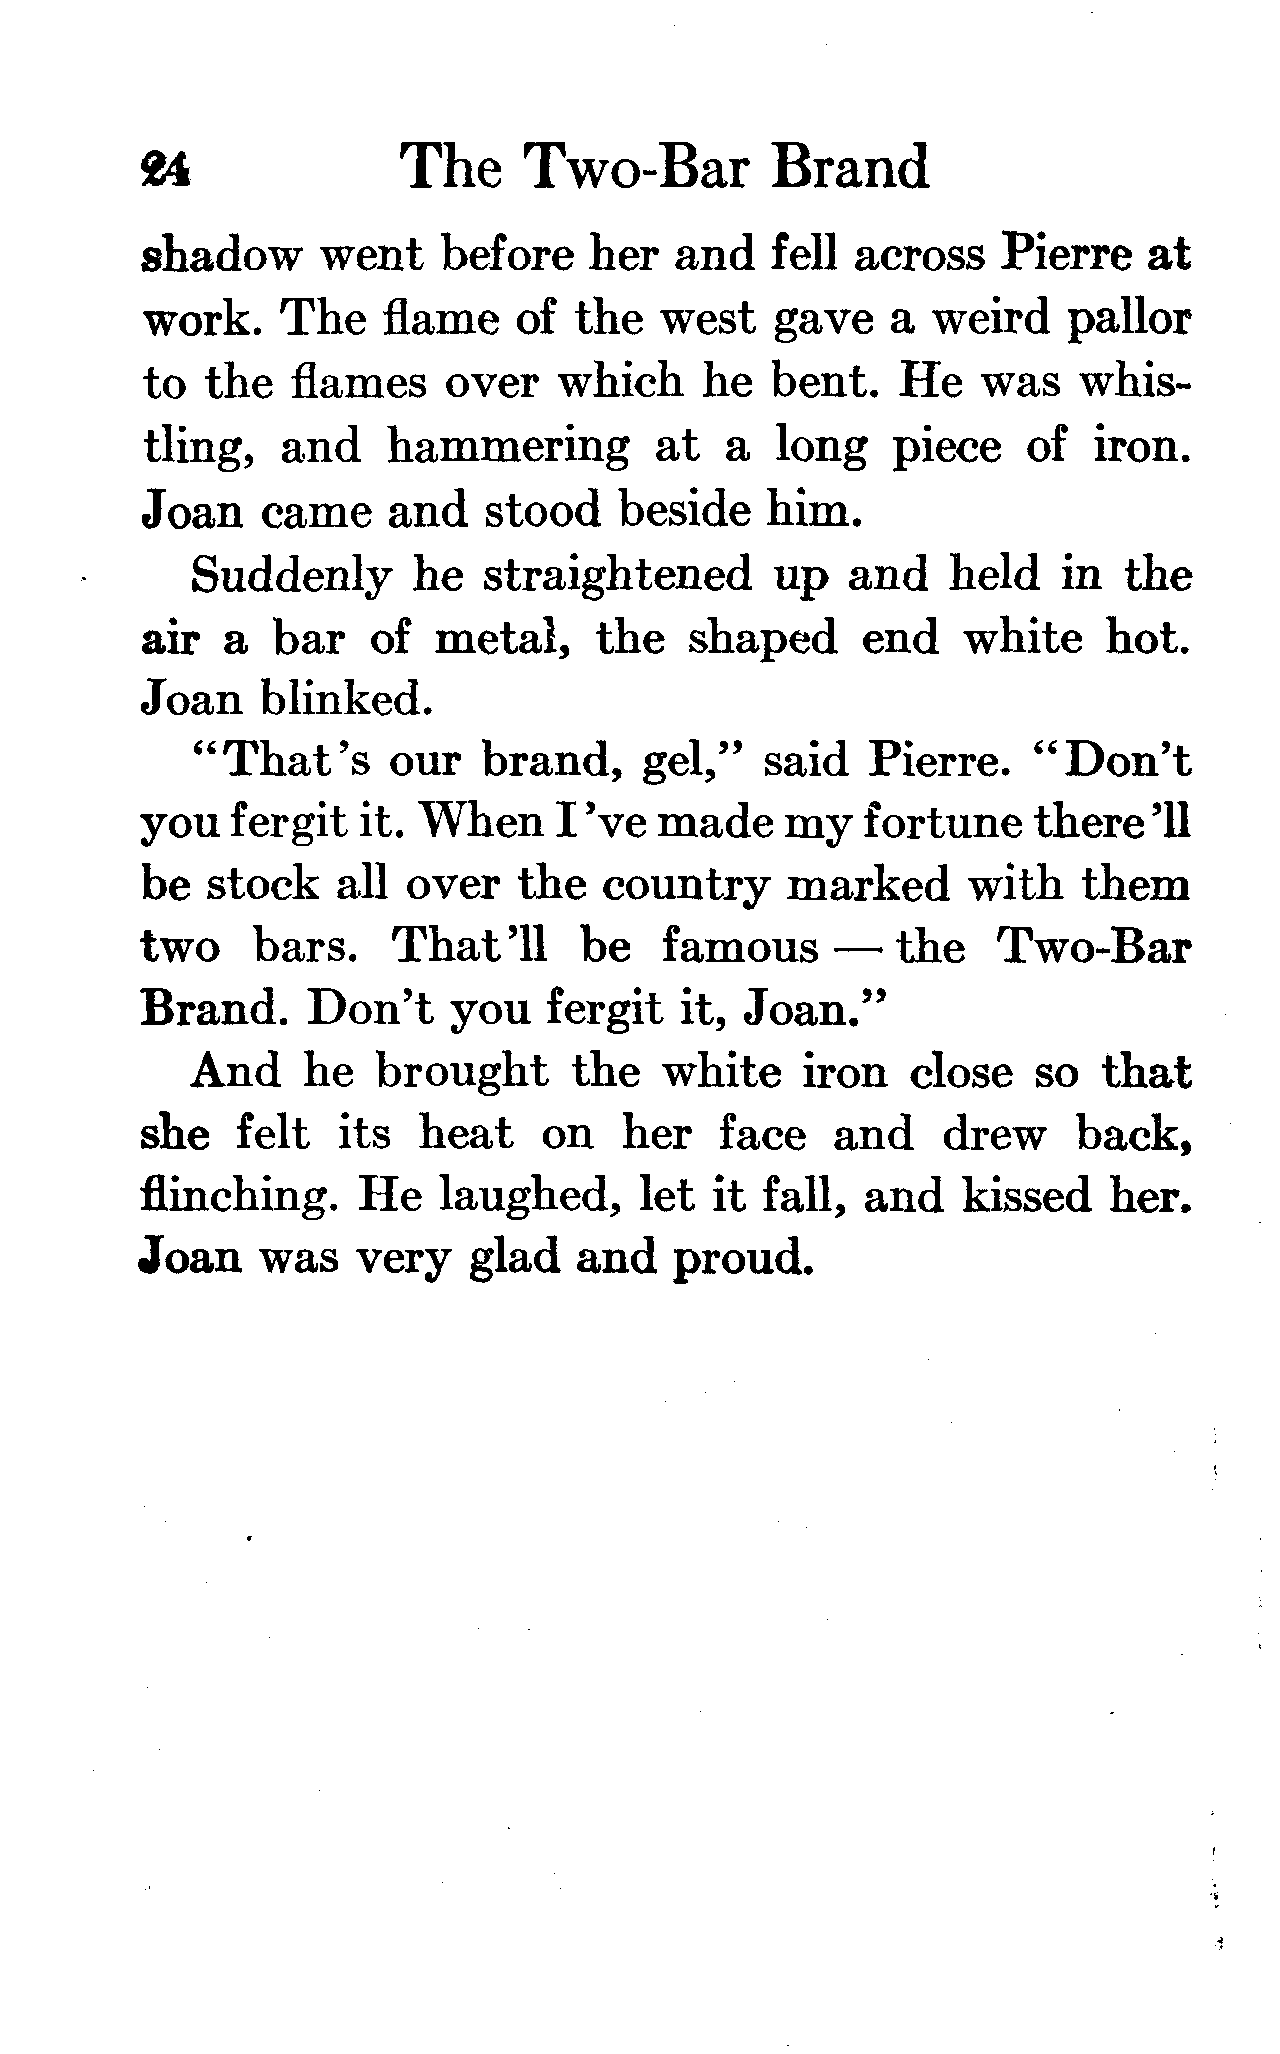 24 The Two-Bar Brand
shadow went before her and fell across Pierre at
work. The flame of the west gave a weird pallor
to the flames over which he bent. He was whis-
tling, and hammering at a long piece of iron.
Joan came and stood beside him.
Suddenly he straightened up and held in the
air a bar of metal, the shaped end white hot.
Joan blinked.
“That's our brand, gel,” said Pierre. “Don't
you fergit it. When I've made my fortune there'll
be stock all over the country marked with them
two bars. That'll be famous — the Two-Bar
Brand. Don't you fergit it, Joan.”
And he brought the white iron close so that
she felt its heat on her face and drew back,
flinching. He laughed, let it fall, and kissed her.
Joan was very glad and proud.